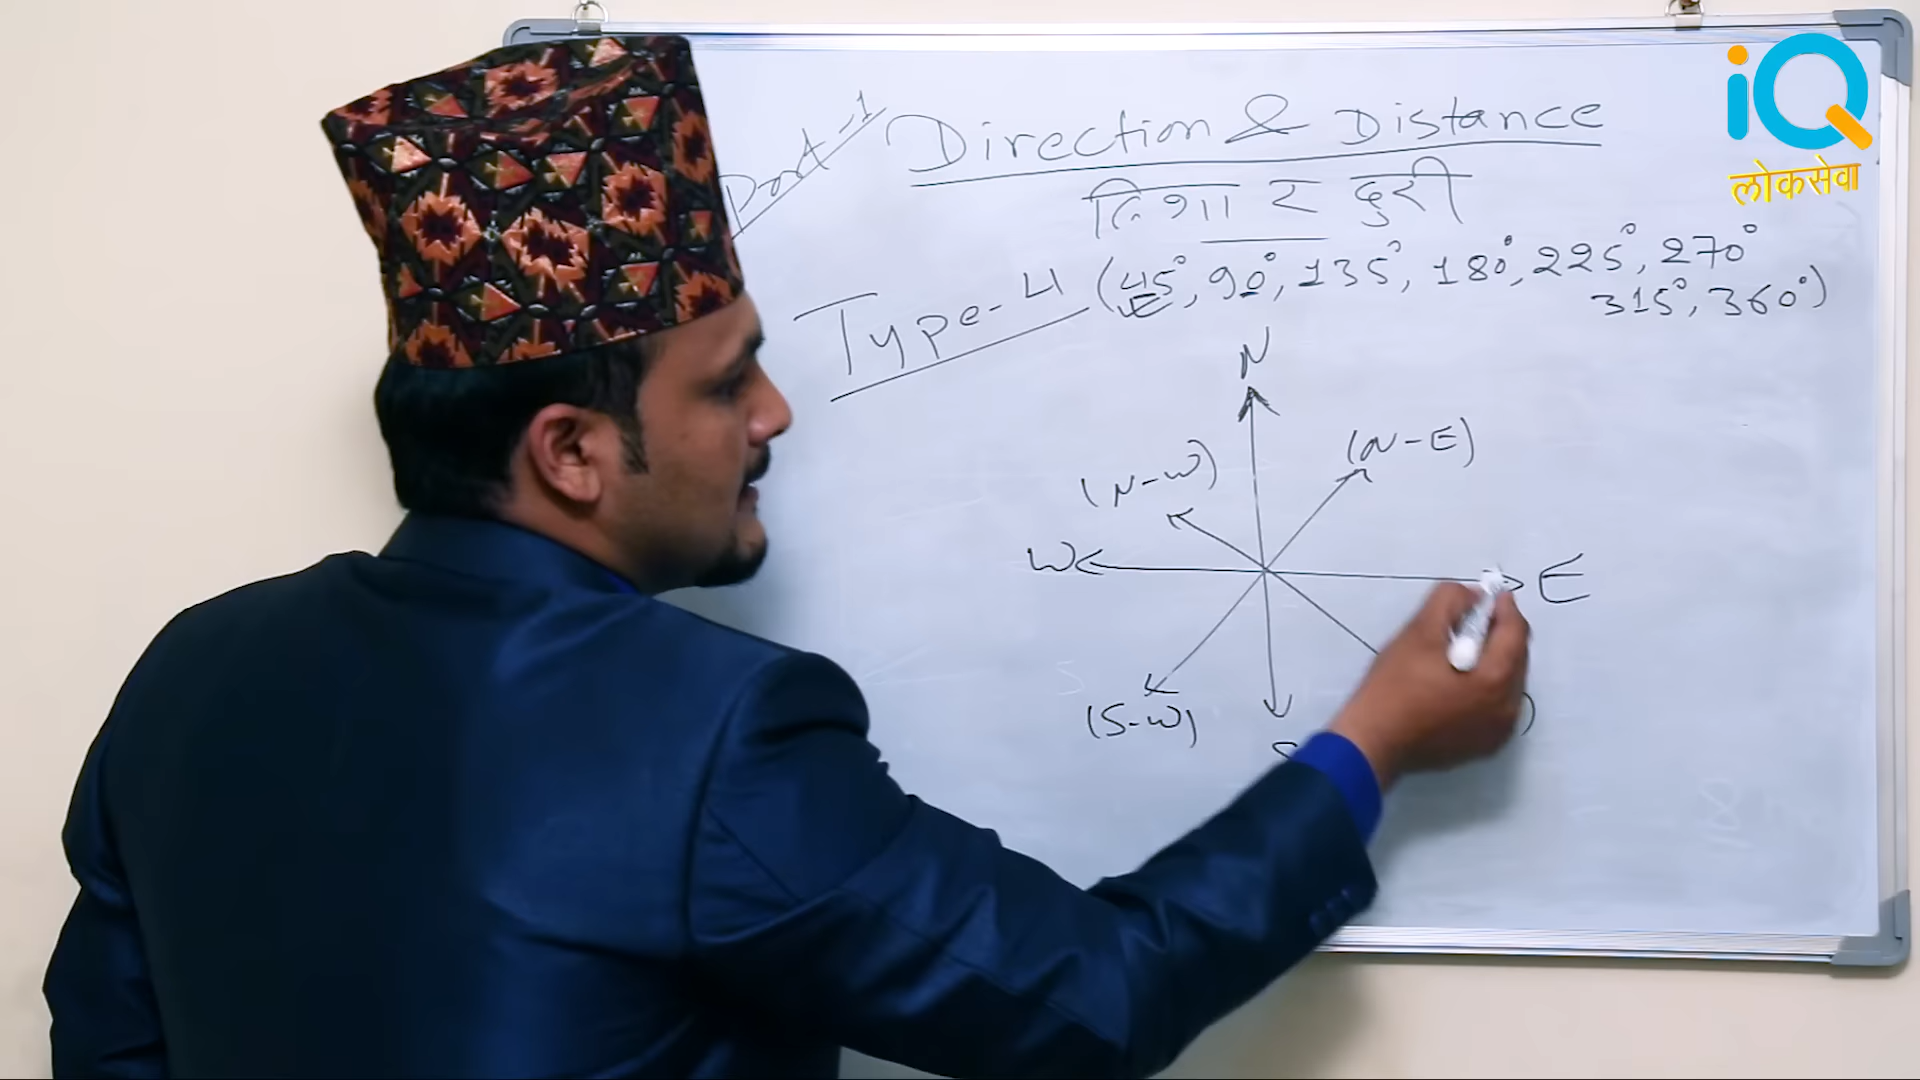 iQ
लोकसेवा
Part-1
Direction & Distance
दिशा र दुरी
Type-4 (45°, 90°, 135°, 180°, 225°, 270°
315°, 360°)
N
(N-W) (N-E)
W E
(S-W) )
S